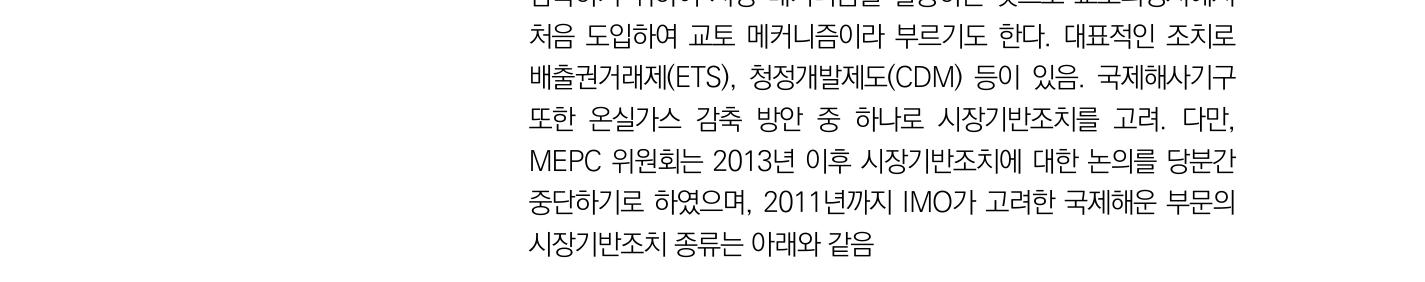 처음 도입하여 교토 메커니즘이라 부르기도 한다. 대표적인 조치로
배출권거래제(ETS), 청정개발제도(CDM) 등이 있음. 국제해사기구
또한 온실가스 감축 방안 중 하나로 시장기반조치를 고려. 다만,
MEPC 위원회는 2013년 이후 시장기반조치에 대한 논의를 당분간
중단하기로 하였으며, 2011년까지 IMO가 고려한 국제해운 부문의
시장기반조치 종류는 아래와 같음